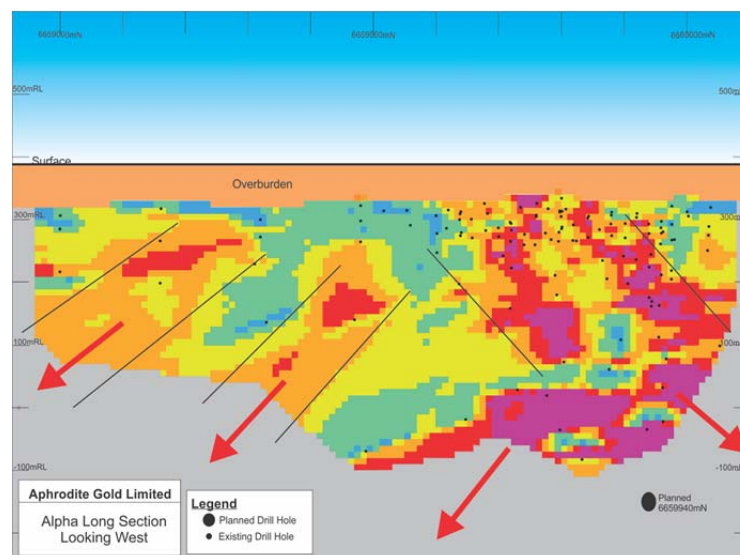 6659000mN
6659500mN
6660000mN
500mRL
500m
Surface
Overburden
300mRL
300m
100mRL
100m
-100mRL
-100m
Aphrodite Gold Limited
Alpha Long Section
Looking West
Legend
Planned Drill Hole
Existing Drill Hole
Planned
6659940mN